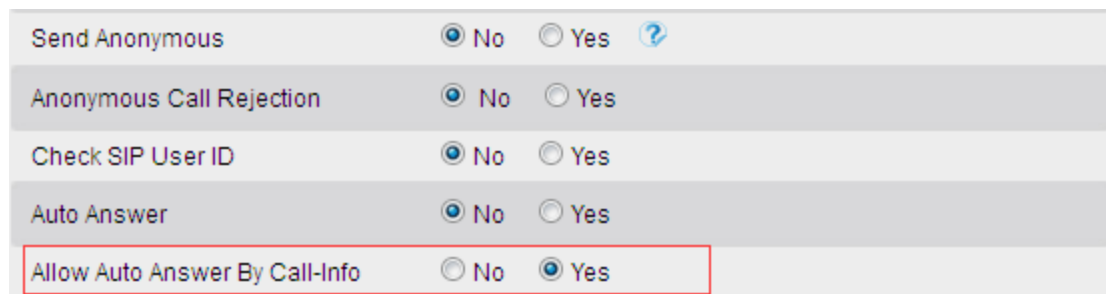 Send Anonymous No Yes ?
Anonymous Call Rejection No Yes
Check SIP User ID No Yes
Auto Answer No Yes
Allow Auto Answer By Call-Info No Yes